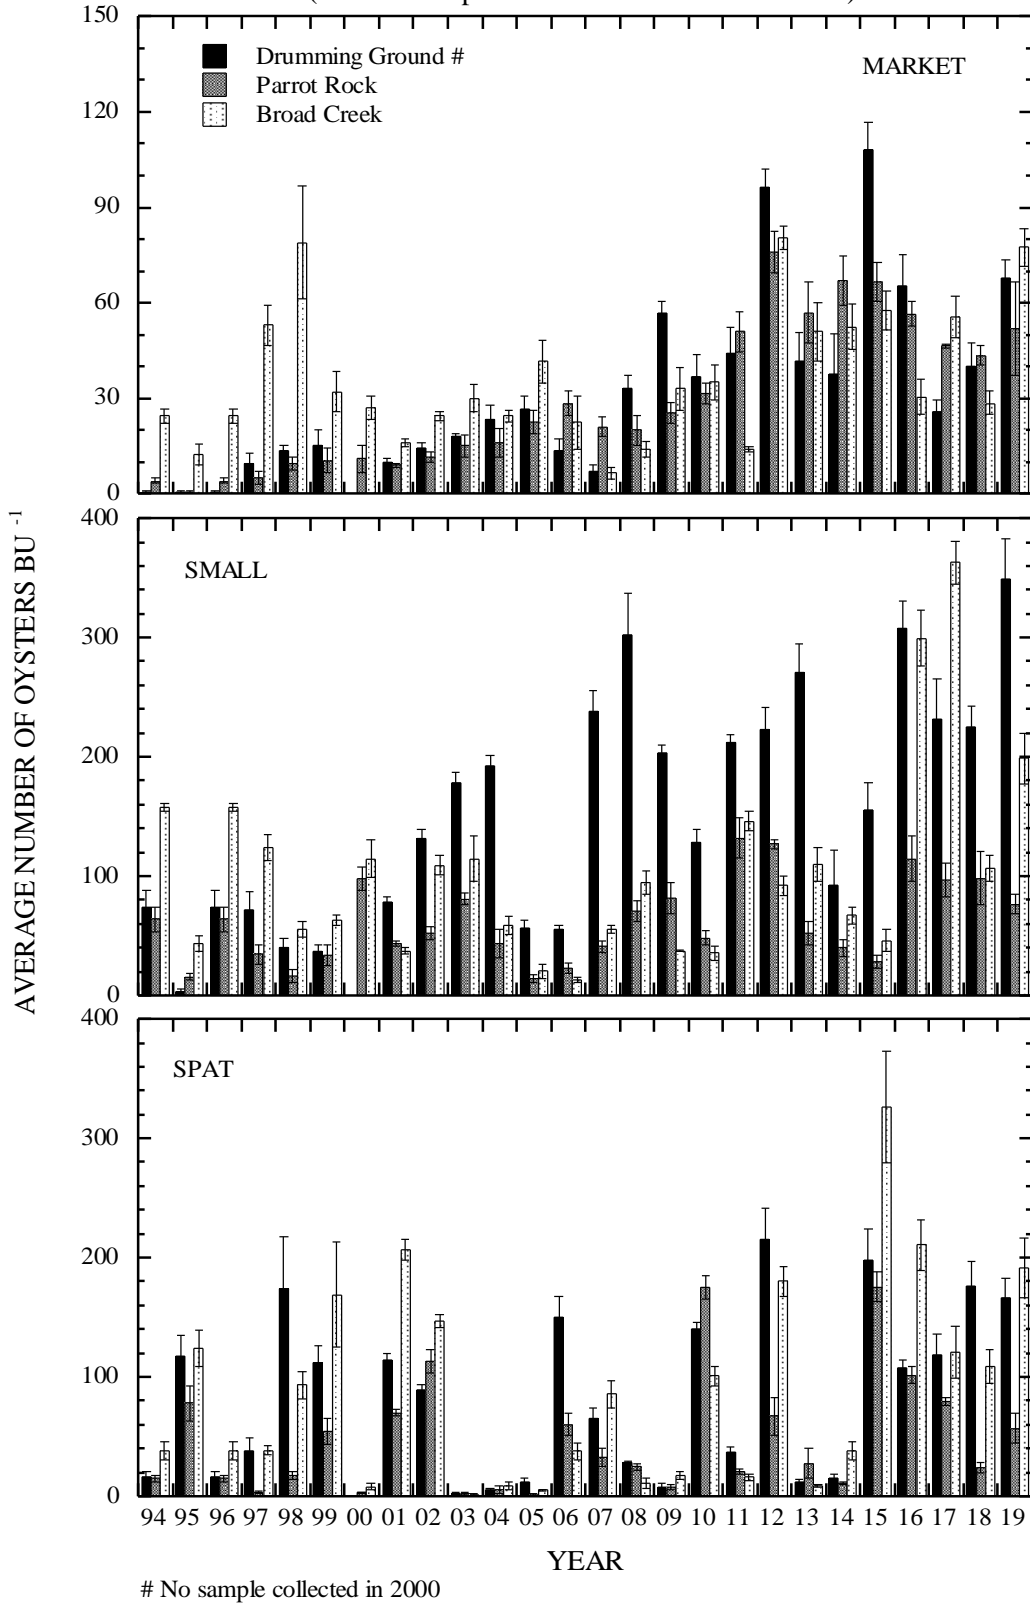 150
Drumming Ground #
MARKET
Parrot Rock
120
Broad Creek
90
60
30
0
400
SMALL
300
200
100
0
400
SPAT
300
200
100
0
94 95 96 97 98 99 00 01 02 03 04 05 06 07 08 09 10 11 12 13 14 15 16 17 18 19
YEAR
AVERAGE NUMBER OF OYSTERS BU -1
# No sample collected in 2000